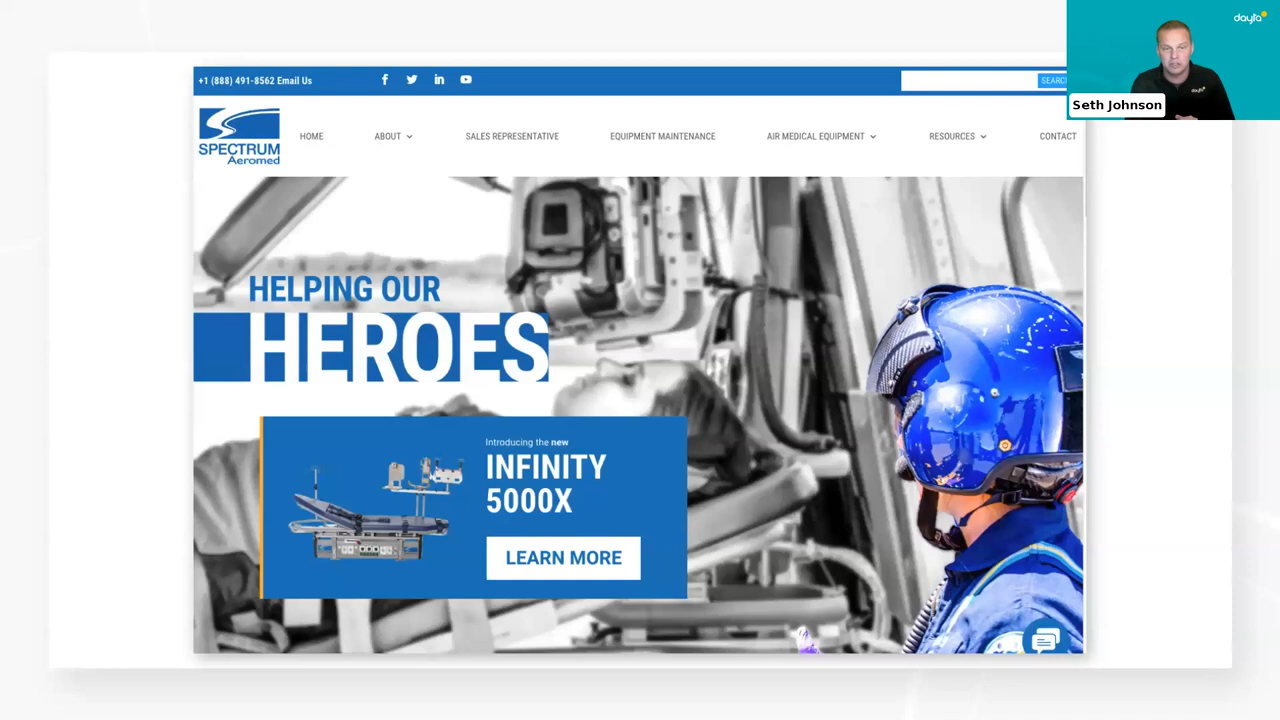 dayta
Seth Johnson
+1 (888) 491-8562 Email Us
SEARC
SPECTRUM
Aeromed
HOME
ABOUT
SALES REPRESENTATIVE
EQUIPMENT MAINTENANCE
AIR MEDICAL EQUIPMENT
RESOURCES
CONTACT
HELPING OUR
HEROES
Introducing the new
INFINITY
5000X
LEARN MORE